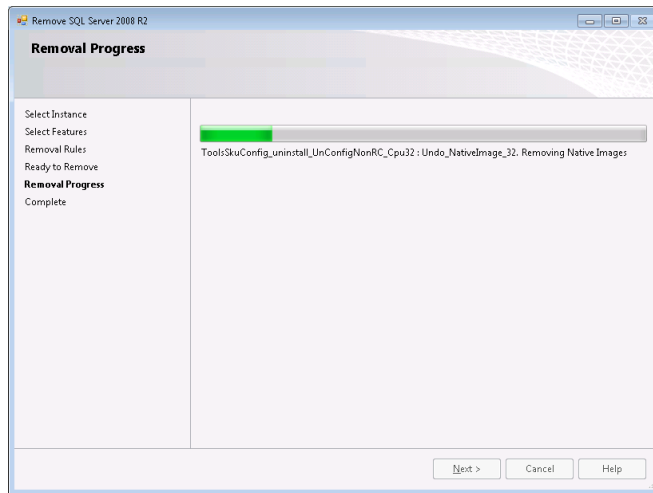 Remove SQL Server 2008 R2
Removal Progress
Select Instance
Select Features
Removal Rules
Ready to Remove
Removal Progress
Complete
ToolsSkuConfig_uninstall_UnConfigNonRC_Cpu32 : Undo_NativeImage_32. Removing Native Images
Next >
Cancel
Help